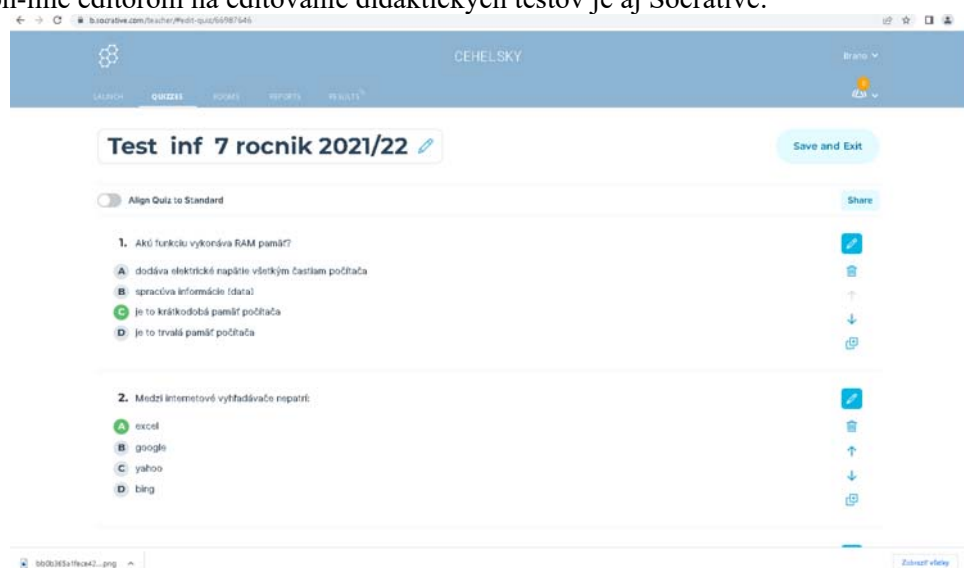 on-line editorom na editovanie didaktických testov je aj Socrative.
b.socrative.com/teacher/#edit-quiz/66987646
CEHELSKY
Brano
LAUNCH QUIZZES ROOMS REPORTS RESULTS
Test inf 7 rocnik 2021/22
Save and Exit
Align Quiz to Standard
Share
1. Akú funkciu vykonáva RAM pamäť?
A dodáva elektrické napätie všetkým častiam počítača
B spracúva informácie (data)
C je to krátkodobá pamäť počítača
D je to trvalá pamäť počítača
2. Medzi internetové vyhľadávače nepatrí:
A excel
B google
C yahoo
D bing
Zobraziť všetky